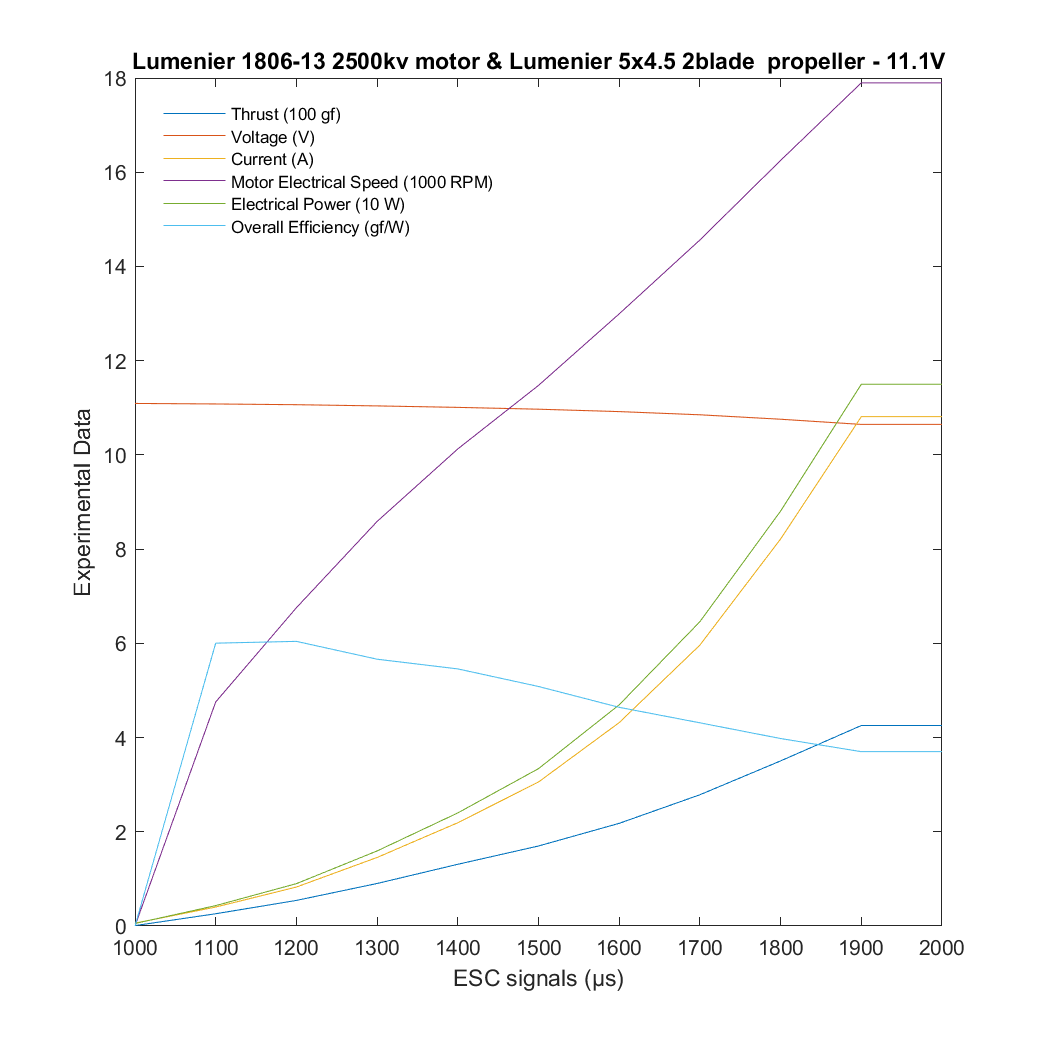 Lumenier 1806-13 2500kv motor & Lumenier 5x4.5 2blade  propeller - 11.1V
18
16
14
12
10
8
6
4
2
0
Experimental Data
Thrust (100 gf)
Voltage (V)
Current (A)
Motor Electrical Speed (1000 RPM)
Electrical Power (10 W)
Overall Efficiency (gf/W)
1000 1100 1200 1300 1400 1500 1600 1700 1800 1900 2000
ESC signals (µs)